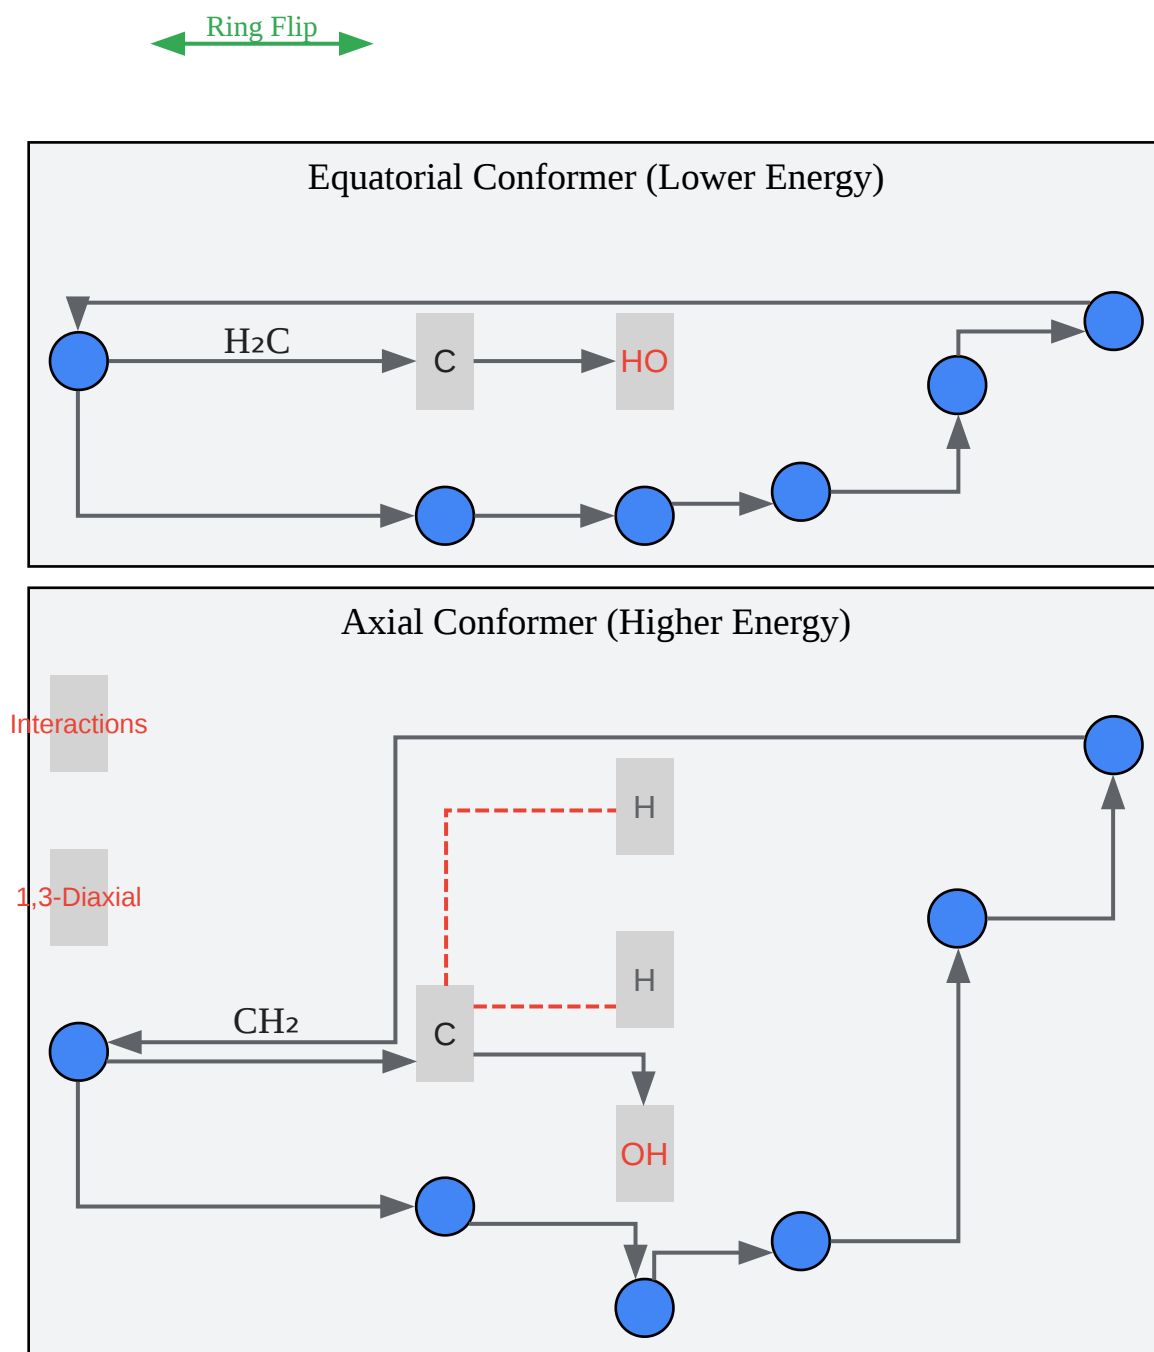 Ring Flip
Equatorial Conformer (Lower Energy)
H₂C
C
HO
Axial Conformer (Higher Energy)
Interactions
H
1,3-Diaxial
H
CH₂
C
OH